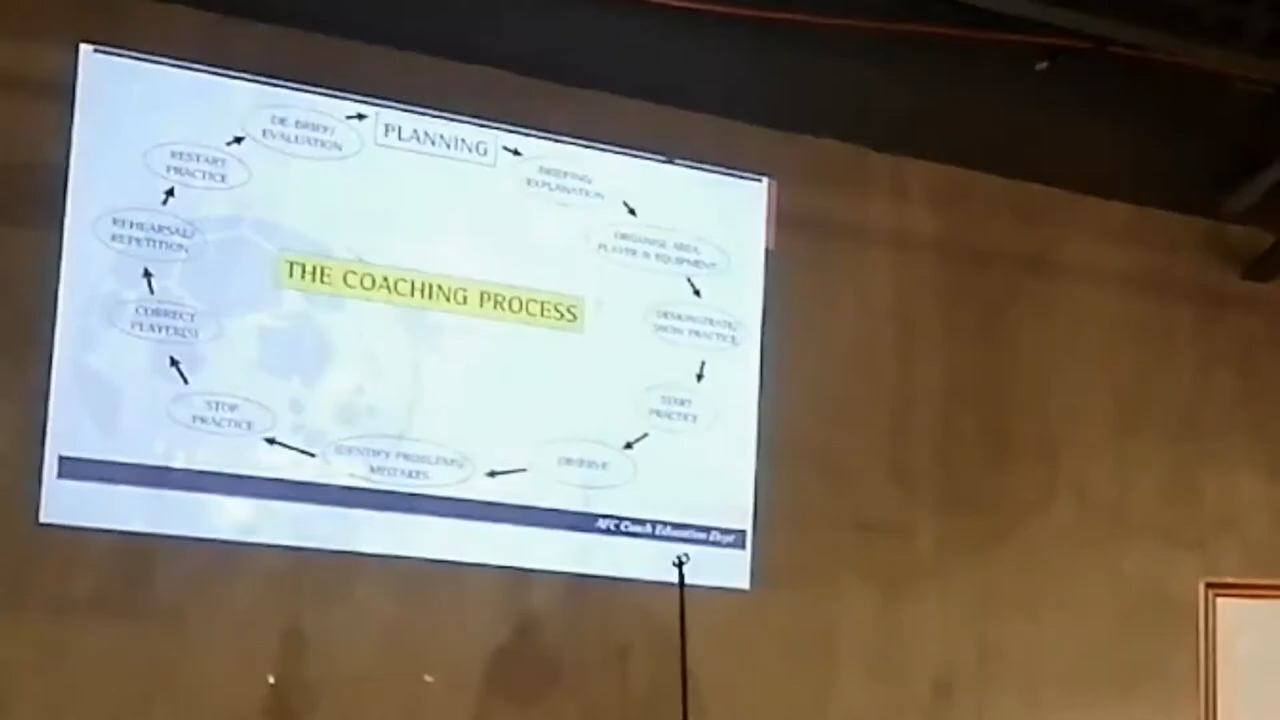 PLANNING
BRIEFING/
EXPLANATION
ORGANISE AREA,
PLAYER & EQUIPMENT
DEMONSTRATE/
SHOW PRACTICE
START
PRACTICE
OBSERVE
IDENTIFY PROBLEMS/
MISTAKES
STOP
PRACTICE
CORRECT
PLAYER(S)
REHEARSAL/
REPETITION
RESTART
PRACTICE
DE-BRIEF/
EVALUATION
THE COACHING PROCESS
AFC Coach Education Dept